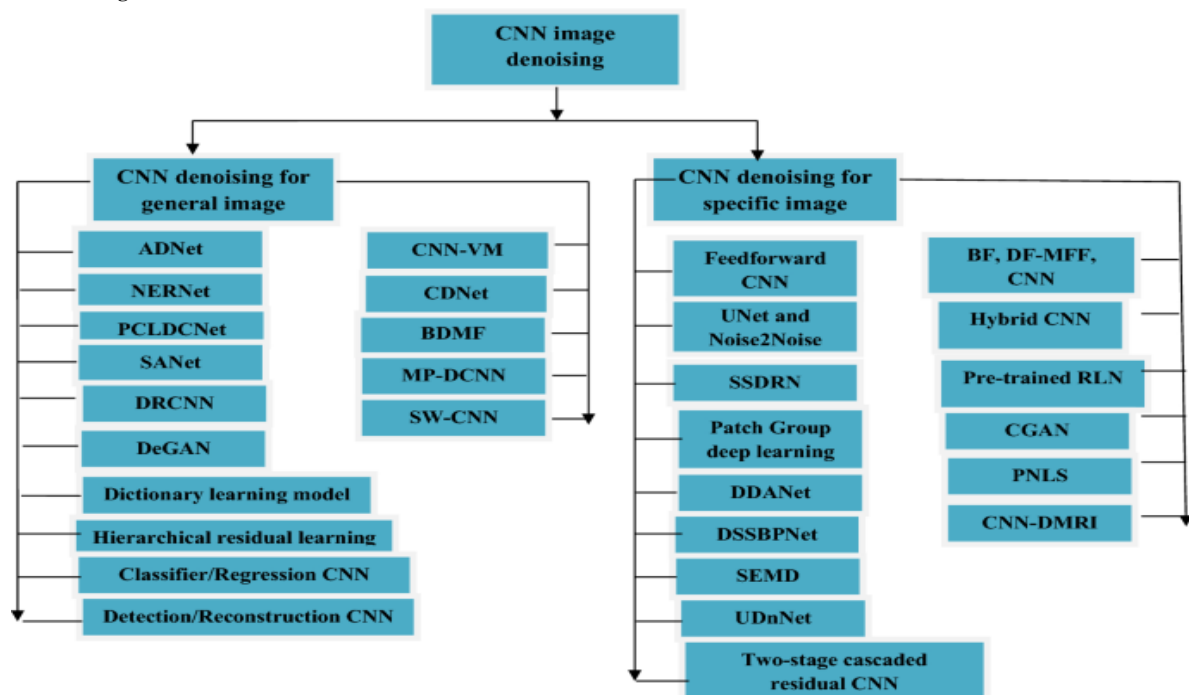 CNN image
denoising
CNN denoising for
general image
ADNet
NERNet
PCLDCNet
SANet
DRCNN
DeGAN
Dictionary learning model
Hierarchical residual learning
Classifier/Regression CNN
Detection/Reconstruction CNN
CNN-VM
CDNet
BDMF
MP-DCNN
SW-CNN
CNN denoising for
specific image
Feedforward
CNN
UNet and
Noise2Noise
SSDRN
Patch Group
deep learning
DDANet
DSSBPNet
SEMD
UDnNet
Two-stage cascaded
residual CNN
BF, DF-MFF,
CNN
Hybrid CNN
Pre-trained RLN
CGAN
PNLS
CNN-DMRI